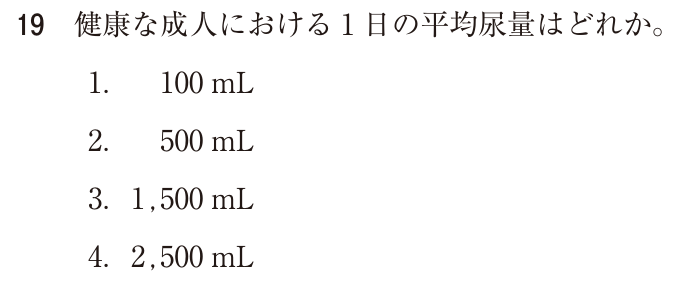 19 健康な成人における1日の平均尿量はどれか。
1. 100 mL
2. 500 mL
3. 1,500 mL
4. 2,500 mL